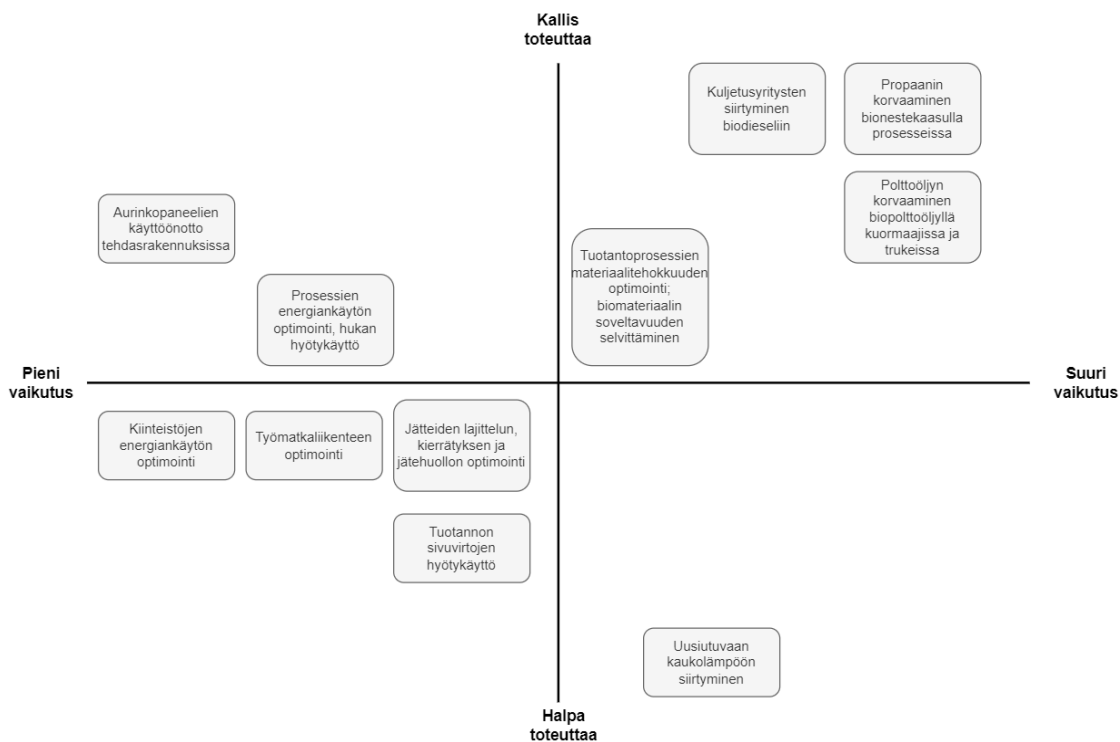 Kallis
toteuttaa
Kuljetusyritysten
siirtyminen
biodieseliin
Propaanin
korvaaminen
bionestekaasulla
prosesseissa
Polttoöljyn
korvaaminen
biopolttoöljyllä
kuormaajissa ja
trukeissa
Aurinkopaneelien
käyttöönotto
tehdasrakennuksissa
Tuotantoprosessien
materiaalitehokkuuden
optimointi;
biomateriaalin
soveltavuuden
selvittäminen
Prosessien
energiankäytön
optimointi, hukan
hyötykäyttö
Pieni
vaikutus
Suuri
vaikutus
Kiinteistöjen
energiankäytön
optimointi
Työmatkaliikenteen
optimointi
Jätteiden lajittelun,
kierrätyksen ja
jätehuollon optimointi
Tuotannon
sivuvirtojen
hyötykäyttö
Uusiutuvaan
kaukolämpöön
siirtyminen
Halpa
toteuttaa